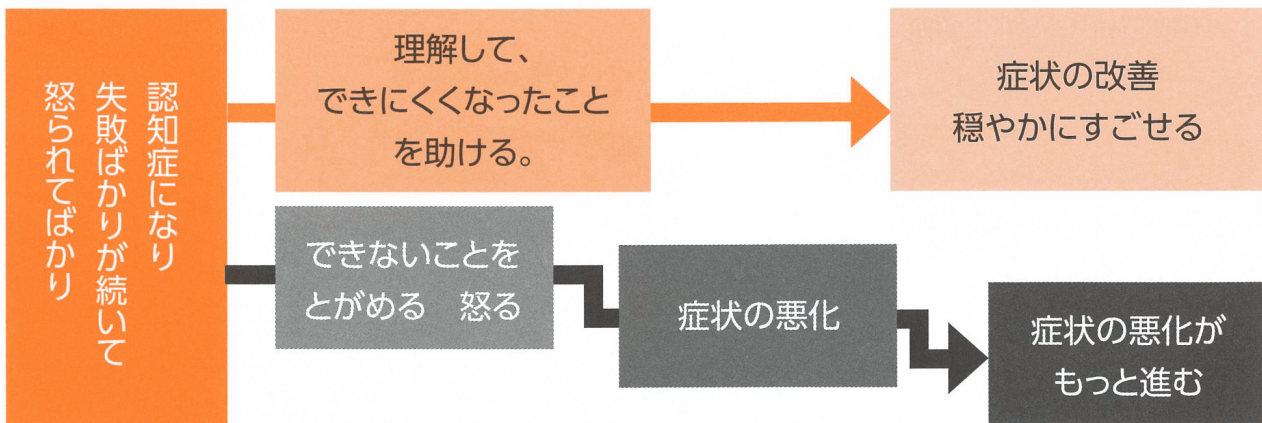 認知症になり
失敗ばかりが続いて
怒られてばかり
理解して、
できにくくなったこと
を助ける。
症状の改善
穏やかにすごせる
できないことを
とがめる　怒る
症状の悪化
症状の悪化が
もっと進む